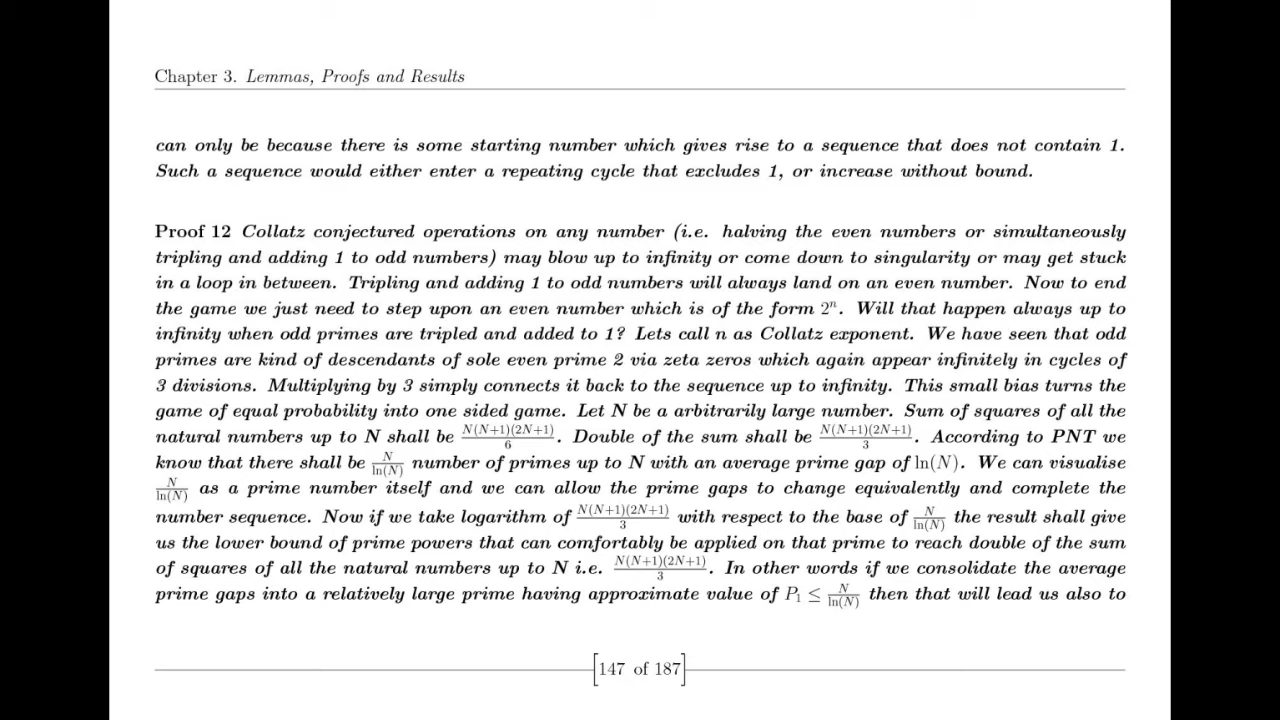 Chapter 3. Lemmas, Proofs and Results
can only be because there is some starting number which gives rise to a sequence that does not contain 1.
Such a sequence would either enter a repeating cycle that excludes 1, or increase without bound.
Proof 12 Collatz conjectured operations on any number (i.e. halving the even numbers or simultaneously
tripling and adding 1 to odd numbers) may blow up to infinity or come down to singularity or may get stuck
in a loop in between. Tripling and adding 1 to odd numbers will always land on an even number. Now to end
the game we just need to step upon an even number which is of the form $2^n$. Will that happen always up to
infinity when odd primes are tripled and added to 1? Lets call n as Collatz exponent. We have seen that odd
primes are kind of descendants of sole even prime 2 via zeta zeros which again appear infinitely in cycles of
3 divisions. Multiplying by 3 simply connects it back to the sequence up to infinity. This small bias turns the
game of equal probability into one sided game. Let N be a arbitrarily large number. Sum of squares of all the
natural numbers up to N shall be $\frac{N(N+1)(2N+1)}{6}$. Double of the sum shall be $\frac{N(N+1)(2N+1)}{3}$. According to PNT we
know that there shall be $\frac{N}{\ln(N)}$ number of primes up to N with an average prime gap of $\ln(N)$. We can visualise
$\frac{N}{\ln(N)}$ as a prime number itself and we can allow the prime gaps to change equivalently and complete the
number sequence. Now if we take logarithm of $\frac{N(N+1)(2N+1)}{3}$ with respect to the base of $\frac{N}{\ln(N)}$ the result shall give
us the lower bound of prime powers that can comfortably be applied on that prime to reach double of the sum
of squares of all the natural numbers up to N i.e. $\frac{N(N+1)(2N+1)}{3}$. In other words if we consolidate the average
prime gaps into a relatively large prime having approximate value of $P_1 \leq \frac{N}{\ln(N)}$ then that will lead us also to
[147 of 187]